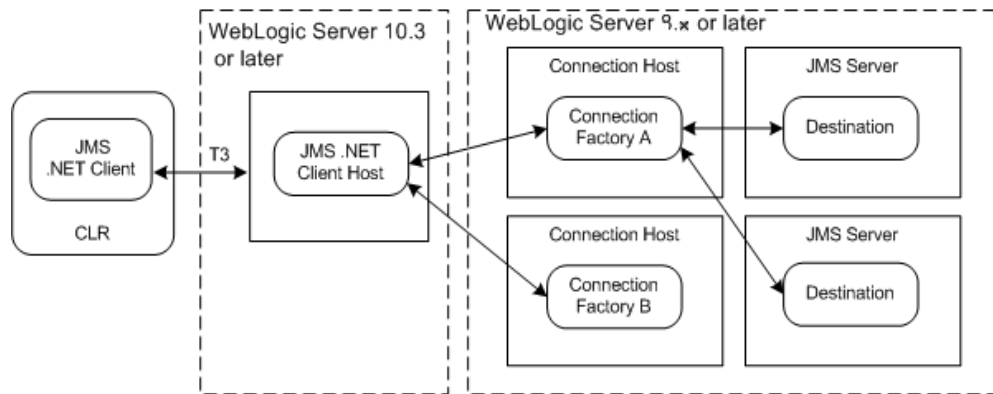 WebLogic Server 10.3
or later
WebLogic Server ٩.x or later
Connection Host
JMS Server
JMS
.NET Client
CLR
T3
JMS .NET
Client Host
Connection
Factory A
Destination
Connection Host
JMS Server
Connection
Factory B
Destination